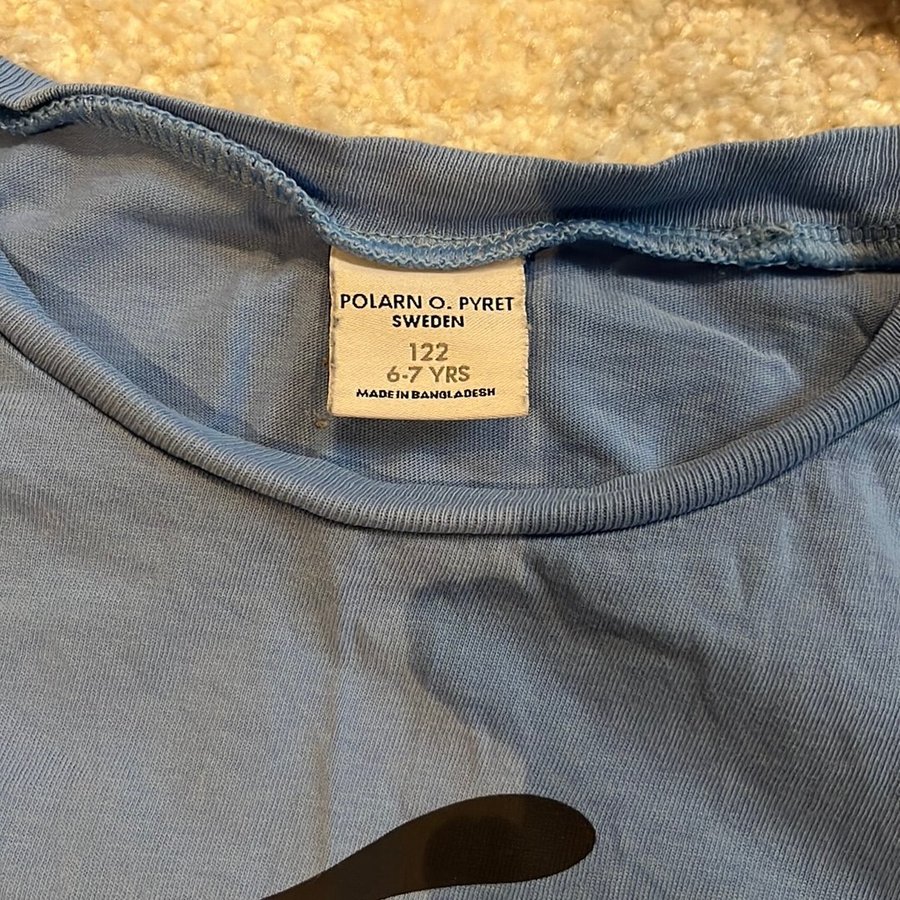 POLARN O. PYRET
SWEDEN
122
6-7 YRS
MADE IN BANGLADESH